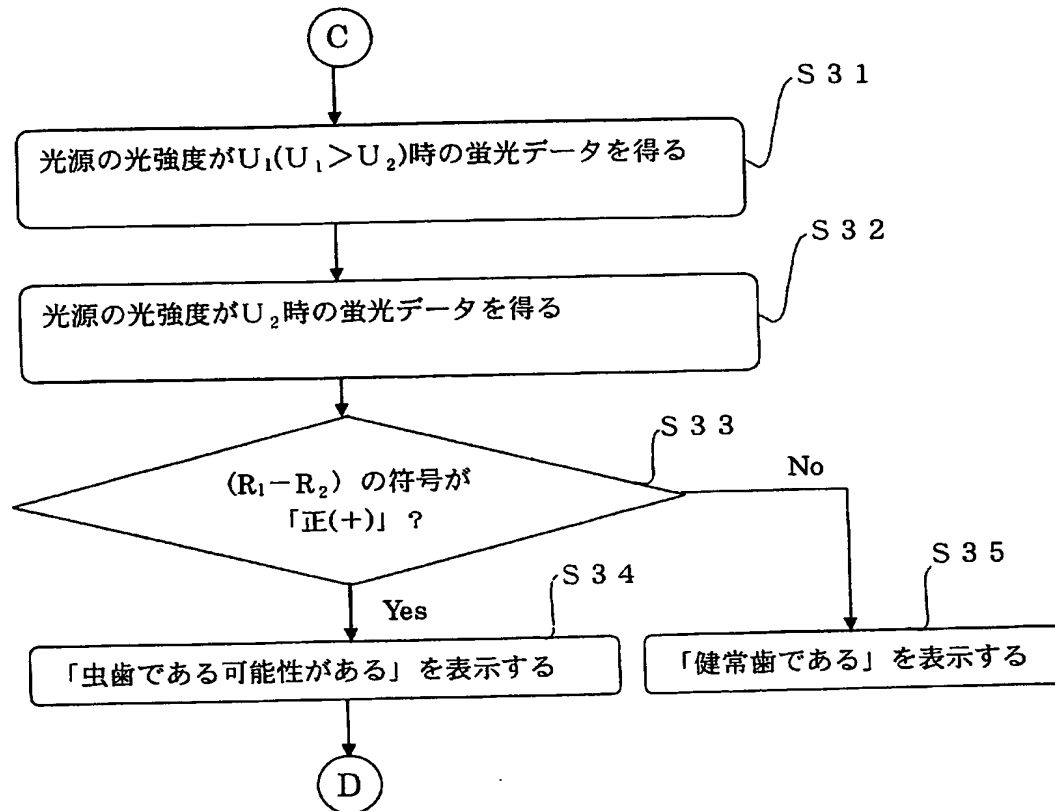 C
S31
光源の光強度がU₁(U₁>U₂)時の蛍光データを得る
S32
光源の光強度がU₂時の蛍光データを得る
S33
(R₁-R₂)の符号が
「正(+)」?
No
Yes
S34
S35
「虫歯である可能性がある」を表示する
「健常歯である」を表示する
D